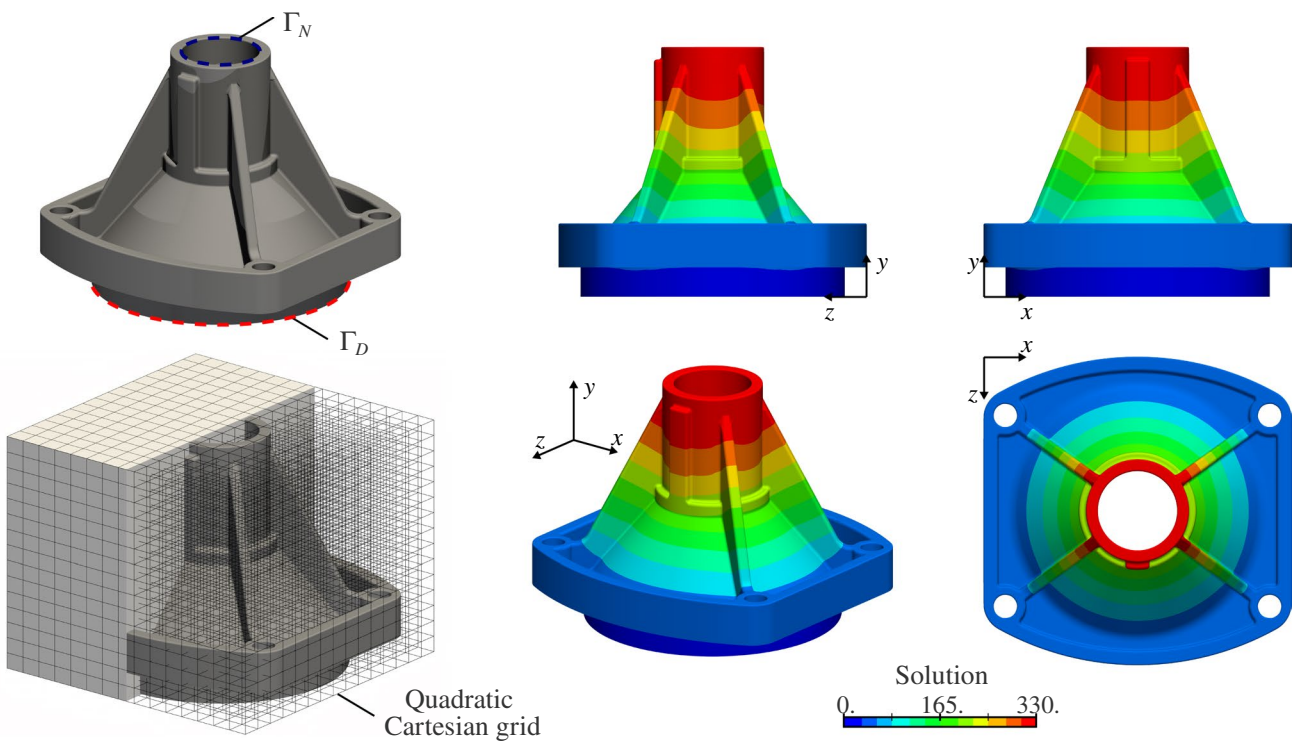 Γ_N
Γ_D
y
z
y
x
y
z
x
x
z
Quadratic
Cartesian grid
Solution
0. 165. 330.